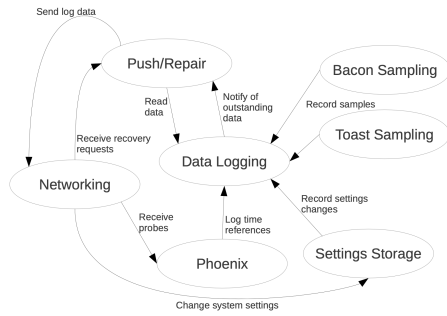 Send log data
Push/Repair
Bacon Sampling
Read
data
Notify of
outstanding
data
Record samples
Toast Sampling
Receive recovery
requests
Data Logging
Networking
Record settings
changes
Receive
probes
Log time
references
Phoenix
Settings Storage
Change system settings